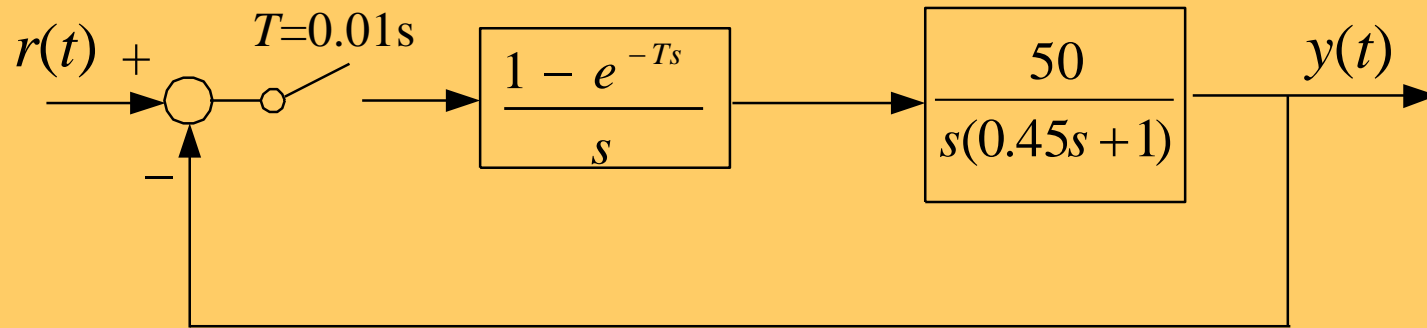 r(t) +
T=0.01s
1 − e^{−Ts}
s
50
s(0.45s+1)
y(t)
−